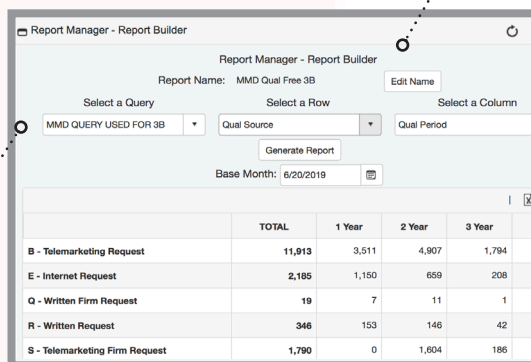 Report Manager - Report Builder
Report Manager - Report Builder
Report Name: MMD Qual Free 3B Edit Name
Select a Query Select a Row Select a Column
MMD QUERY USED FOR 3B Qual Source Qual Period
Generate Report
Base Month: 6/20/2019
TOTAL 1 Year 2 Year 3 Year
B - Telemarketing Request 11,913 3,511 4,907 1,794
E - Internet Request 2,185 1,150 659 208
Q - Written Firm Request 19 7 11 1
R - Written Request 346 153 146 42
S - Telemarketing Firm Request 1,790 0 1,604 186